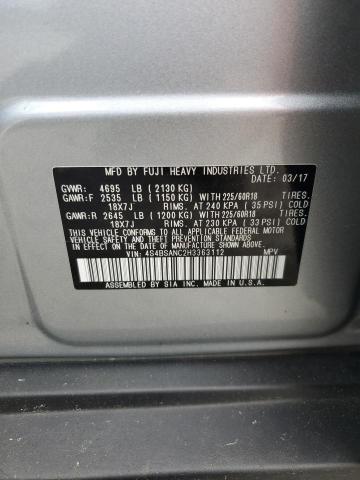 MFD BY FUJI HEAVY INDUSTRIES LTD.
DATE: 03/17
GVWR: 4695 LB ( 2130 KG)
GAWR:F 2535 LB ( 1150 KG) WITH 225/60R18 TIRES.
18X7J RIMS. AT 240 KPA ( 35 PSI) COLD
GAWR:R 2645 LB ( 1200 KG) WITH 225/60R18 TIRES.
18X7J RIMS. AT 230 KPA ( 33 PSI) COLD
THIS VEHICLE CONFORMS TO ALL APPLICABLE FEDERAL MOTOR
VEHICLE SAFETY, BUMPER, AND THEFT
PREVENTION STANDARDS IN EFFECT ON THE DATE OF
MANUFACTURE SHOWN ABOVE.
VIN: 4S4BSANC2H3363112 MPV
ASSEMBLED BY SIA INC. MADE IN U.S.A.